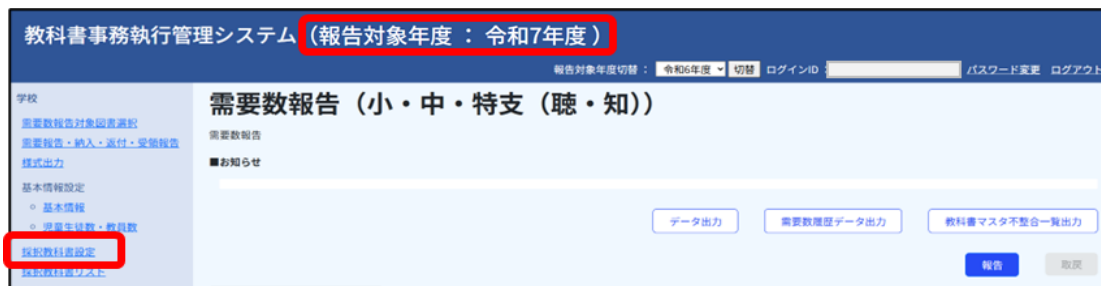 教科書事務執行管理システム（報告対象年度 ： 令和7年度 ）
報告対象年度切替 ： 令和6年度 切替 ログインID : パスワード変更 ログアウト
学校
需要数報告対象図書選択
需要報告・納入・返付・受領報告
様式出力
基本情報設定
基本情報
児童生徒数・教員数
採択教科書設定
採択教科書リスト
需要数報告（小・中・特支（聴・知））
需要数報告
■お知らせ
データ出力 需要数履歴データ出力 教科書マスタ不整合一覧出力
報告 取戻